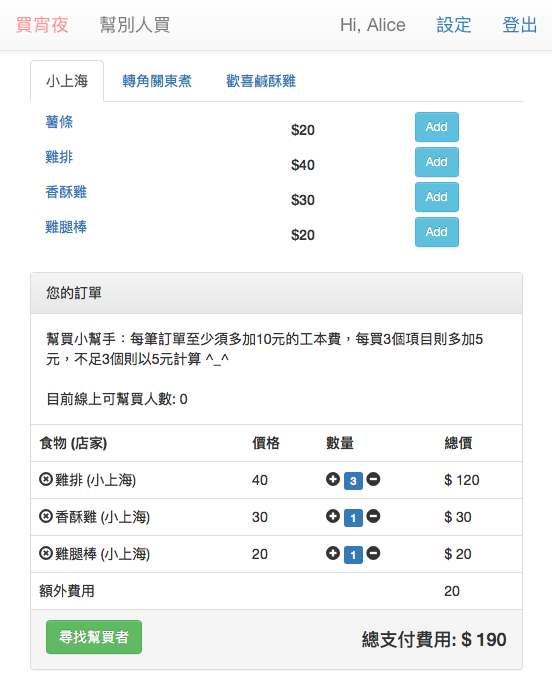 買宵夜 幫別人買 Hi, Alice 設定 登出
小上海 轉角關東煮 歡喜鹹酥雞
薯條 $20 Add
雞排 $40 Add
香酥雞 $30 Add
雞腿棒 $20 Add
您的訂單
幫買小幫手：每筆訂單至少須多加10元的工本費，每買3個項目則多加5
元，不足3個則以5元計算 ^_^
目前線上可幫買人數: 0
食物 (店家) 價格 數量 總價
雞排 (小上海) 40 3 $ 120
香酥雞 (小上海) 30 1 $ 30
雞腿棒 (小上海) 20 1 $ 20
額外費用 20
尋找幫買者 總支付費用: $ 190